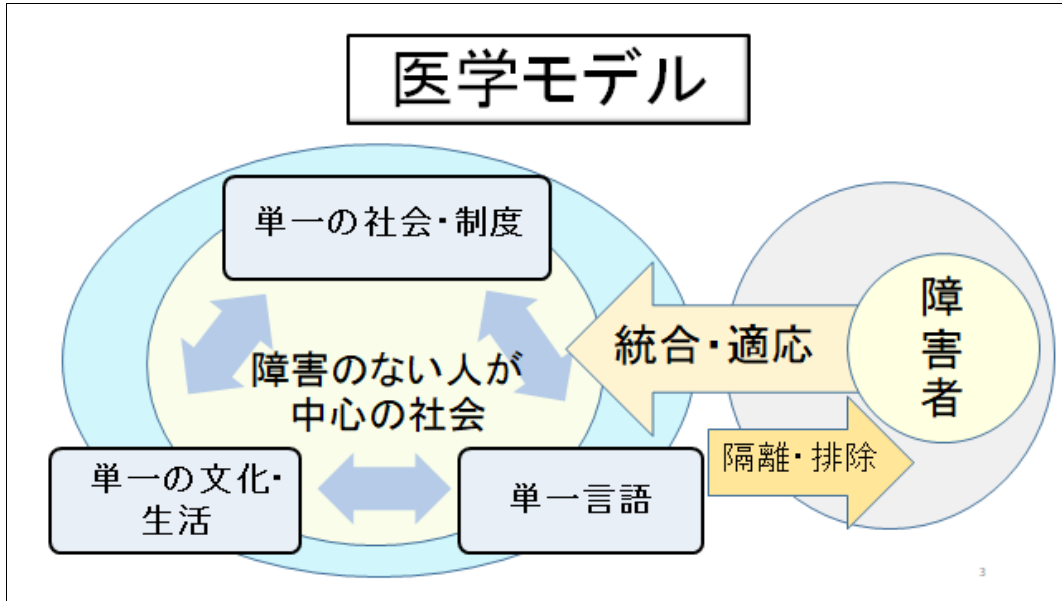 医学モデル
単一の社会・制度
障害のない人が
中心の社会
単一の文化・
生活
単一言語
統合・適応
隔離・排除
障
害
者
3